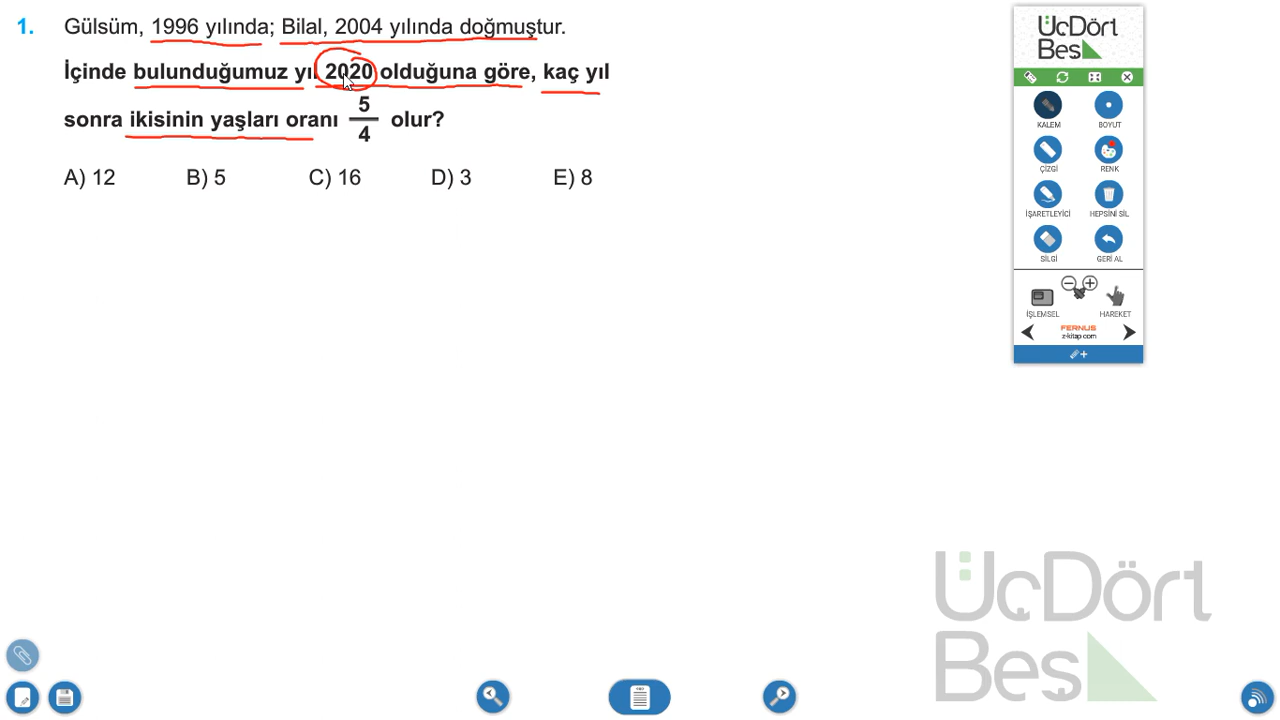 1. Gülsüm, 1996 yılında; Bilal, 2004 yılında doğmuştur.
İçinde bulunduğumuz yıl 2020 olduğuna göre, kaç yıl
sonra ikisinin yaşları oranı 5/4 olur?
A) 12 B) 5 C) 16 D) 3 E) 8
ÜçDört
Beş
KALEM BOYUT
ÇİZGİ RENK
İŞARETLEYİCİ HEPSİNİ SİL
SİLGİ GERİ AL
İŞLEMSEL HAREKET
FERNUS
z-kitap.com
ÜçDört
Beş